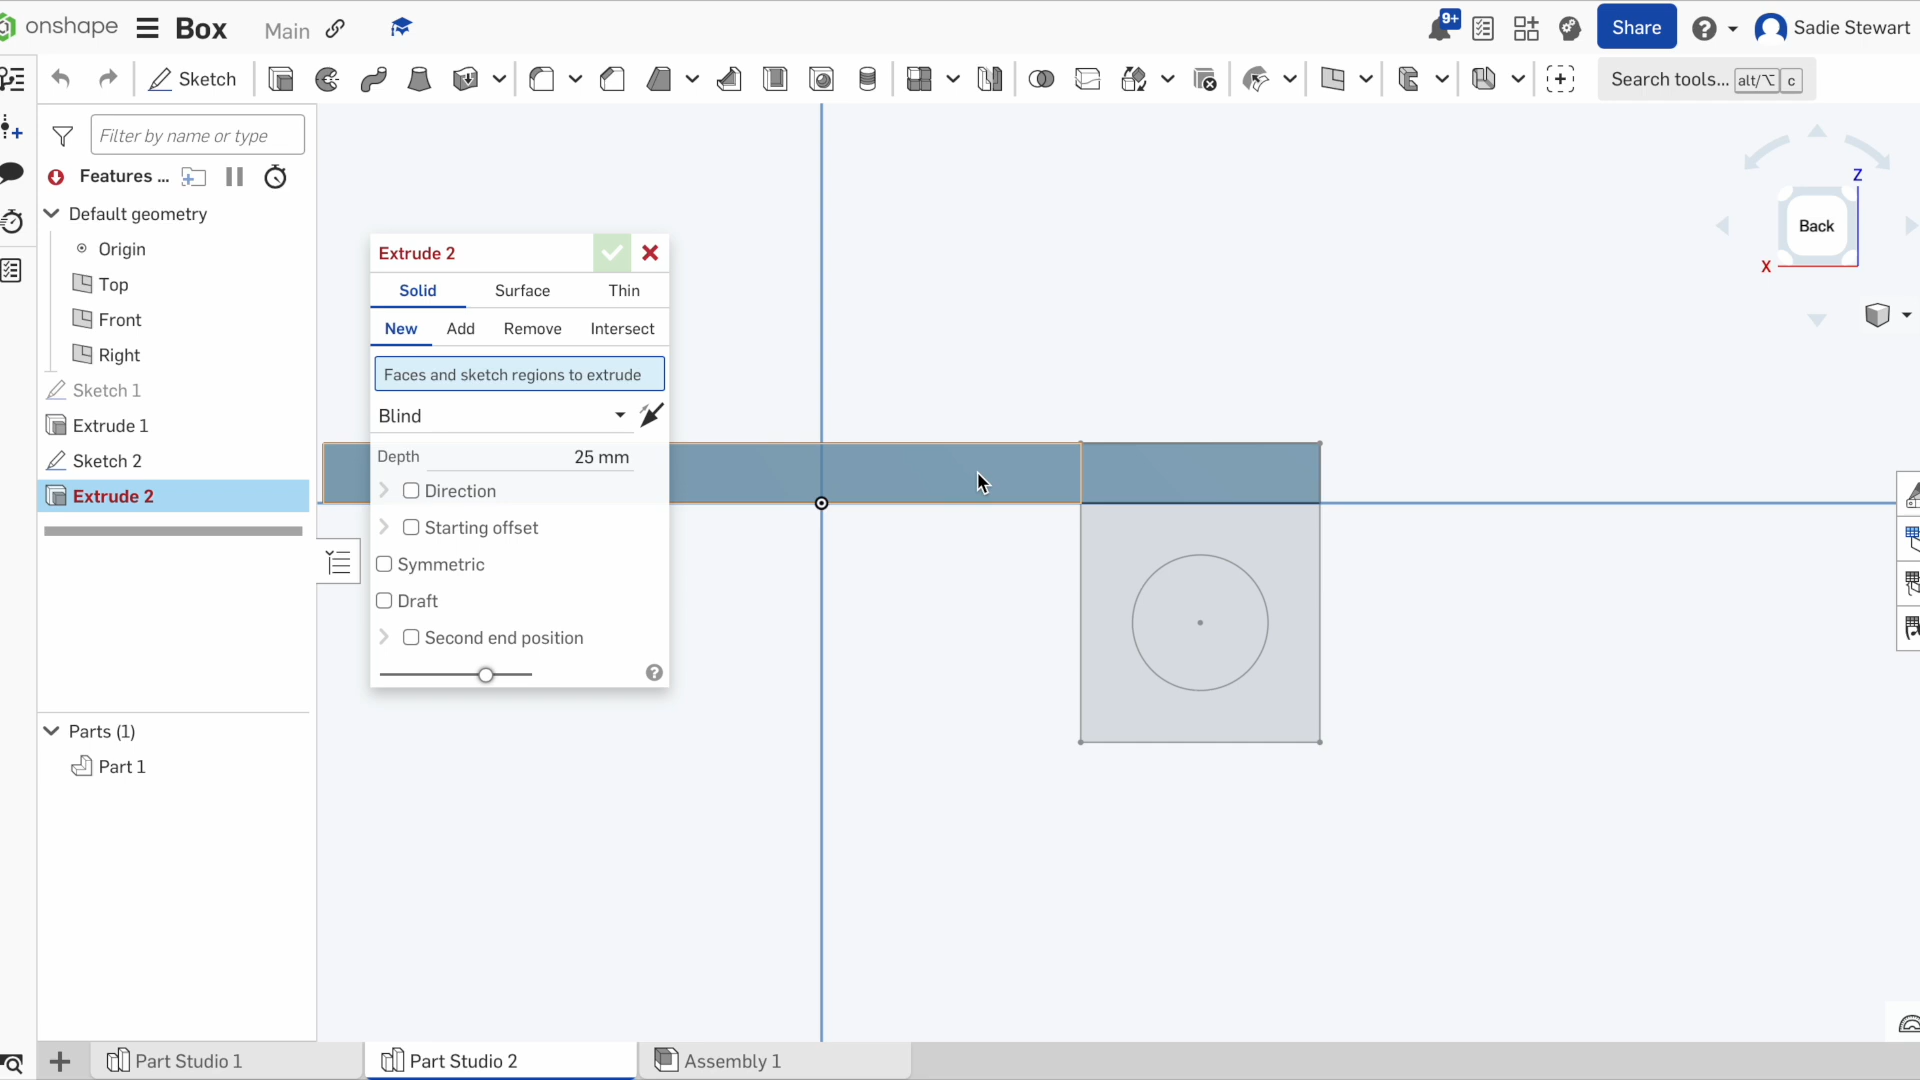 onshape Box Main 9+ Share Sadie Stewart
Sketch Search tools... alt/⌥ c
Filter by name or type
Features ...
Default geometry
Origin
Top
Front
Right
Sketch 1
Extrude 1
Sketch 2
Extrude 2
Parts (1)
Part 1
Extrude 2
Solid Surface Thin
New Add Remove Intersect
Faces and sketch regions to extrude
Blind
Depth 25 mm
Direction
Starting offset
Symmetric
Draft
Second end position
Z
Back
X
Part Studio 1 Part Studio 2 Assembly 1